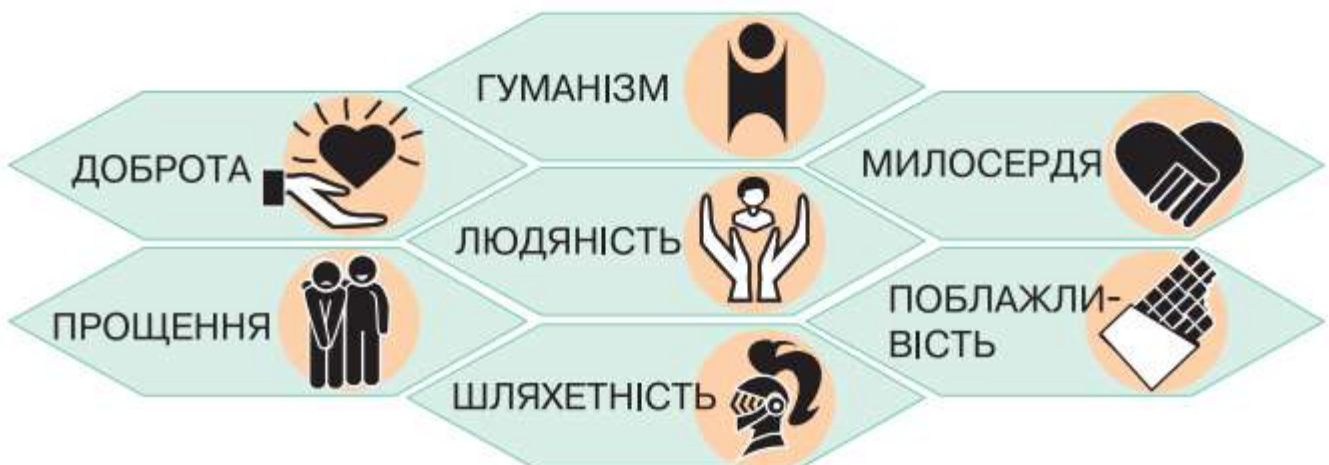 ГУМАНІЗМ
ДОБРОТА
МИЛОСЕРДЯ
ЛЮДЯНІСТЬ
ПРОЩЕННЯ
ПОБЛАЖЛИ-
ВІСТЬ
ШЛЯХЕТНІСТЬ